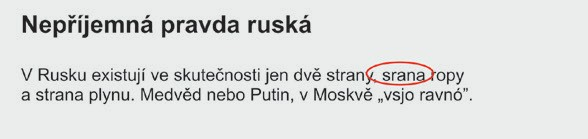 Nepříjemná pravda ruská
V Rusku existují ve skutečnosti jen dvě strany, srana ropy
a strana plynu. Medvěd nebo Putin, v Moskvě „vsjo ravnó”.